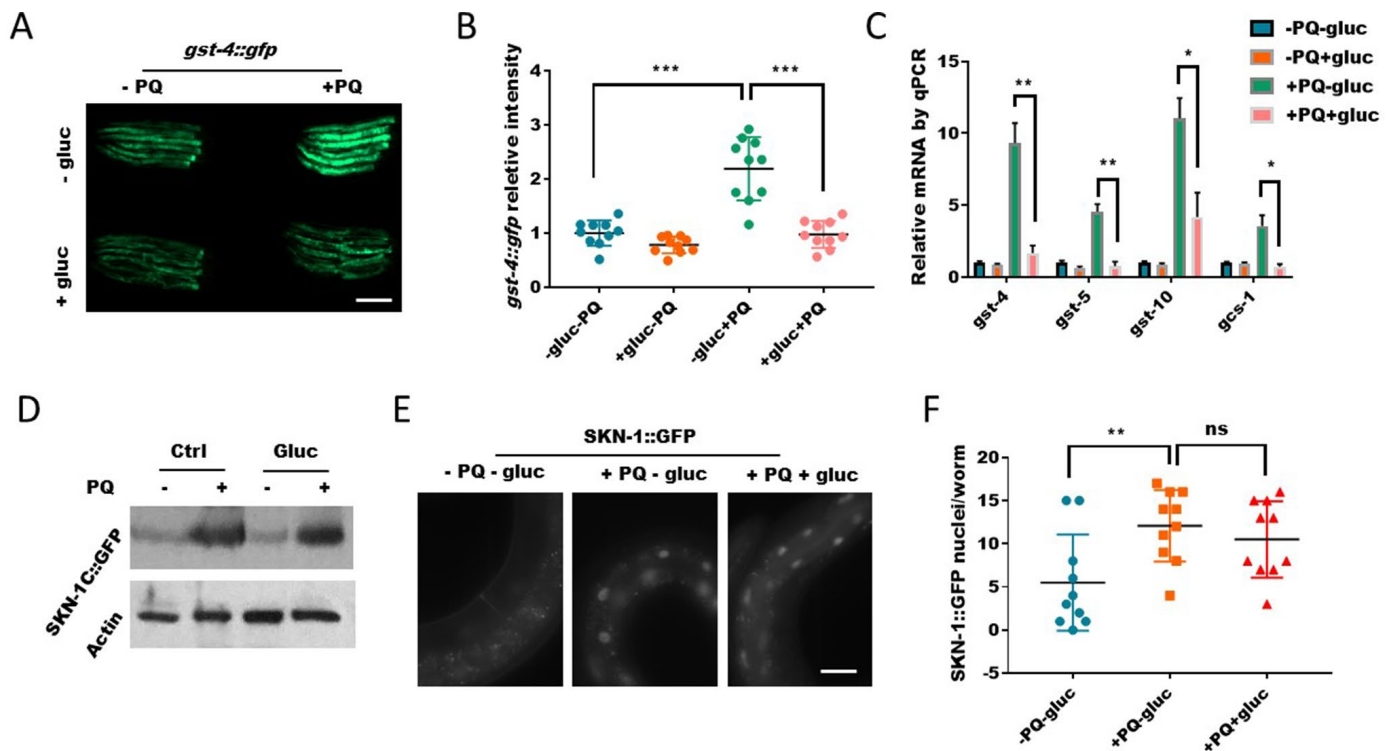 A
gst-4::gfp
- PQ
+PQ
- gluc
+ gluc
B
gst-4::gfp reletive intensity
4
3
2
1
0
***
***
-gluc-PQ
+gluc-PQ
-gluc+PQ
+gluc+PQ
C
Relative mRNA by qPCR
15
10
5
0
**
**
*
*
gst-4
gst-5
gst-10
gcs-1
-PQ-gluc
-PQ+gluc
+PQ-gluc
+PQ+gluc
D
Ctrl
Gluc
PQ - + - +
SKN-1C::GFP
Actin
E
SKN-1::GFP
- PQ - gluc
+ PQ - gluc
+ PQ + gluc
F
SKN-1::GFP nuclei/worm
20
15
10
5
0
-5
**
ns
-PQ-gluc
+PQ-gluc
+PQ+gluc